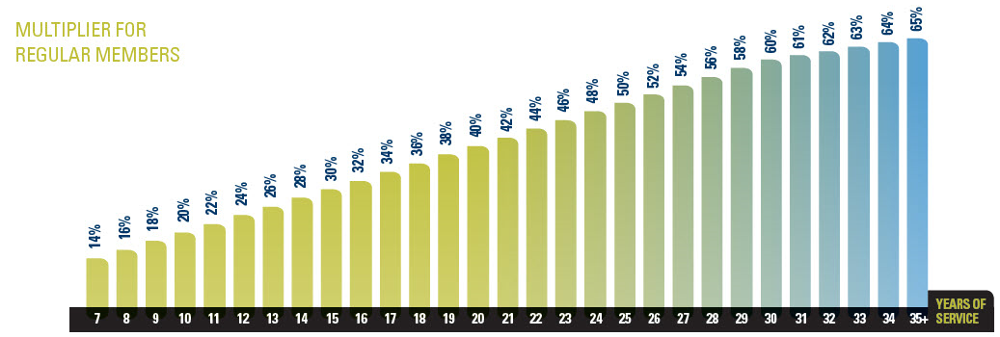 MULTIPLIER FOR
REGULAR MEMBERS
14% 16% 18% 20% 22% 24% 26% 28% 30% 32% 34% 36% 38% 40% 42% 44% 46% 48% 50% 52% 54% 56% 58% 60% 61% 62% 63% 64% 65%
7 8 9 10 11 12 13 14 15 16 17 18 19 20 21 22 23 24 25 26 27 28 29 30 31 32 33 34 35+
YEARS OF
SERVICE